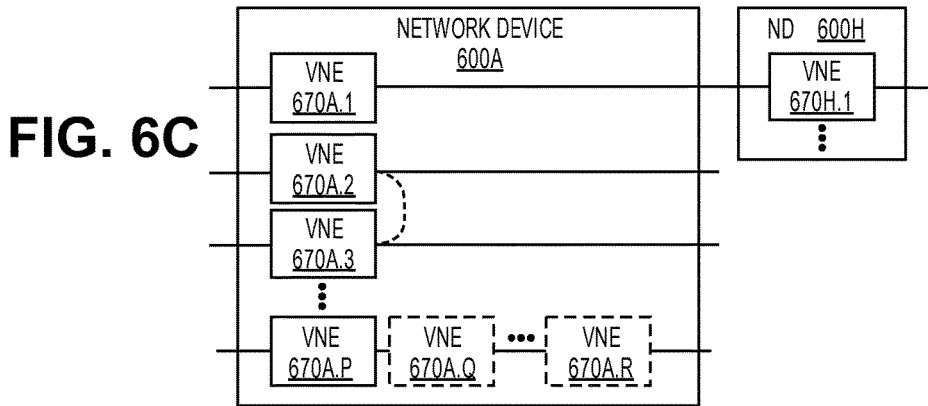 FIG. 6C
NETWORK DEVICE
600A
ND 600H
VNE
670A.1
VNE
670H.1
VNE
670A.2
VNE
670A.3
VNE
670A.P
VNE
670A.Q
VNE
670A.R